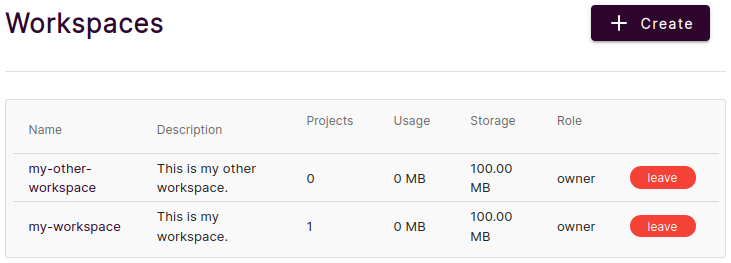 Workspaces
+ Create
Name Description Projects Usage Storage Role
my-other- This is my other 100.00
workspace workspace. 0 0 MB MB owner leave
my-workspace This is my 100.00
workspace. 1 0 MB MB owner leave